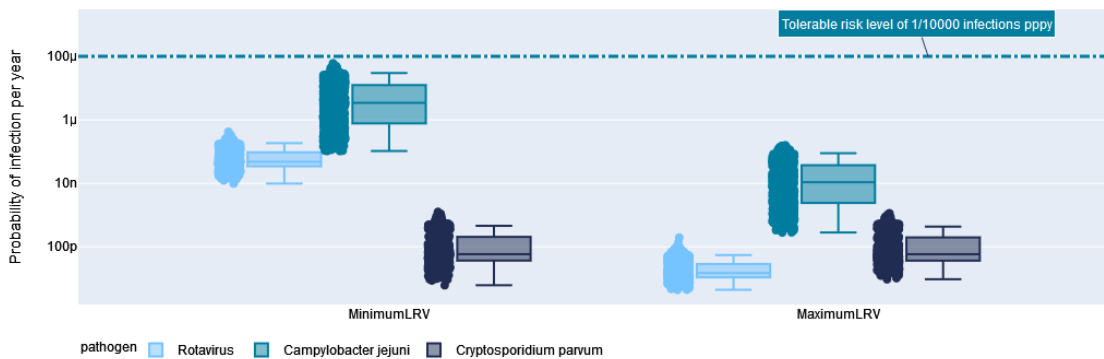 Tolerable risk level of 1/10000 infections pppy
100μ
1μ
10n
100p
Probability of infection per year
MinimumLRV
MaximumLRV
pathogen
Rotavirus
Campylobacter jejuni
Cryptosporidium parvum